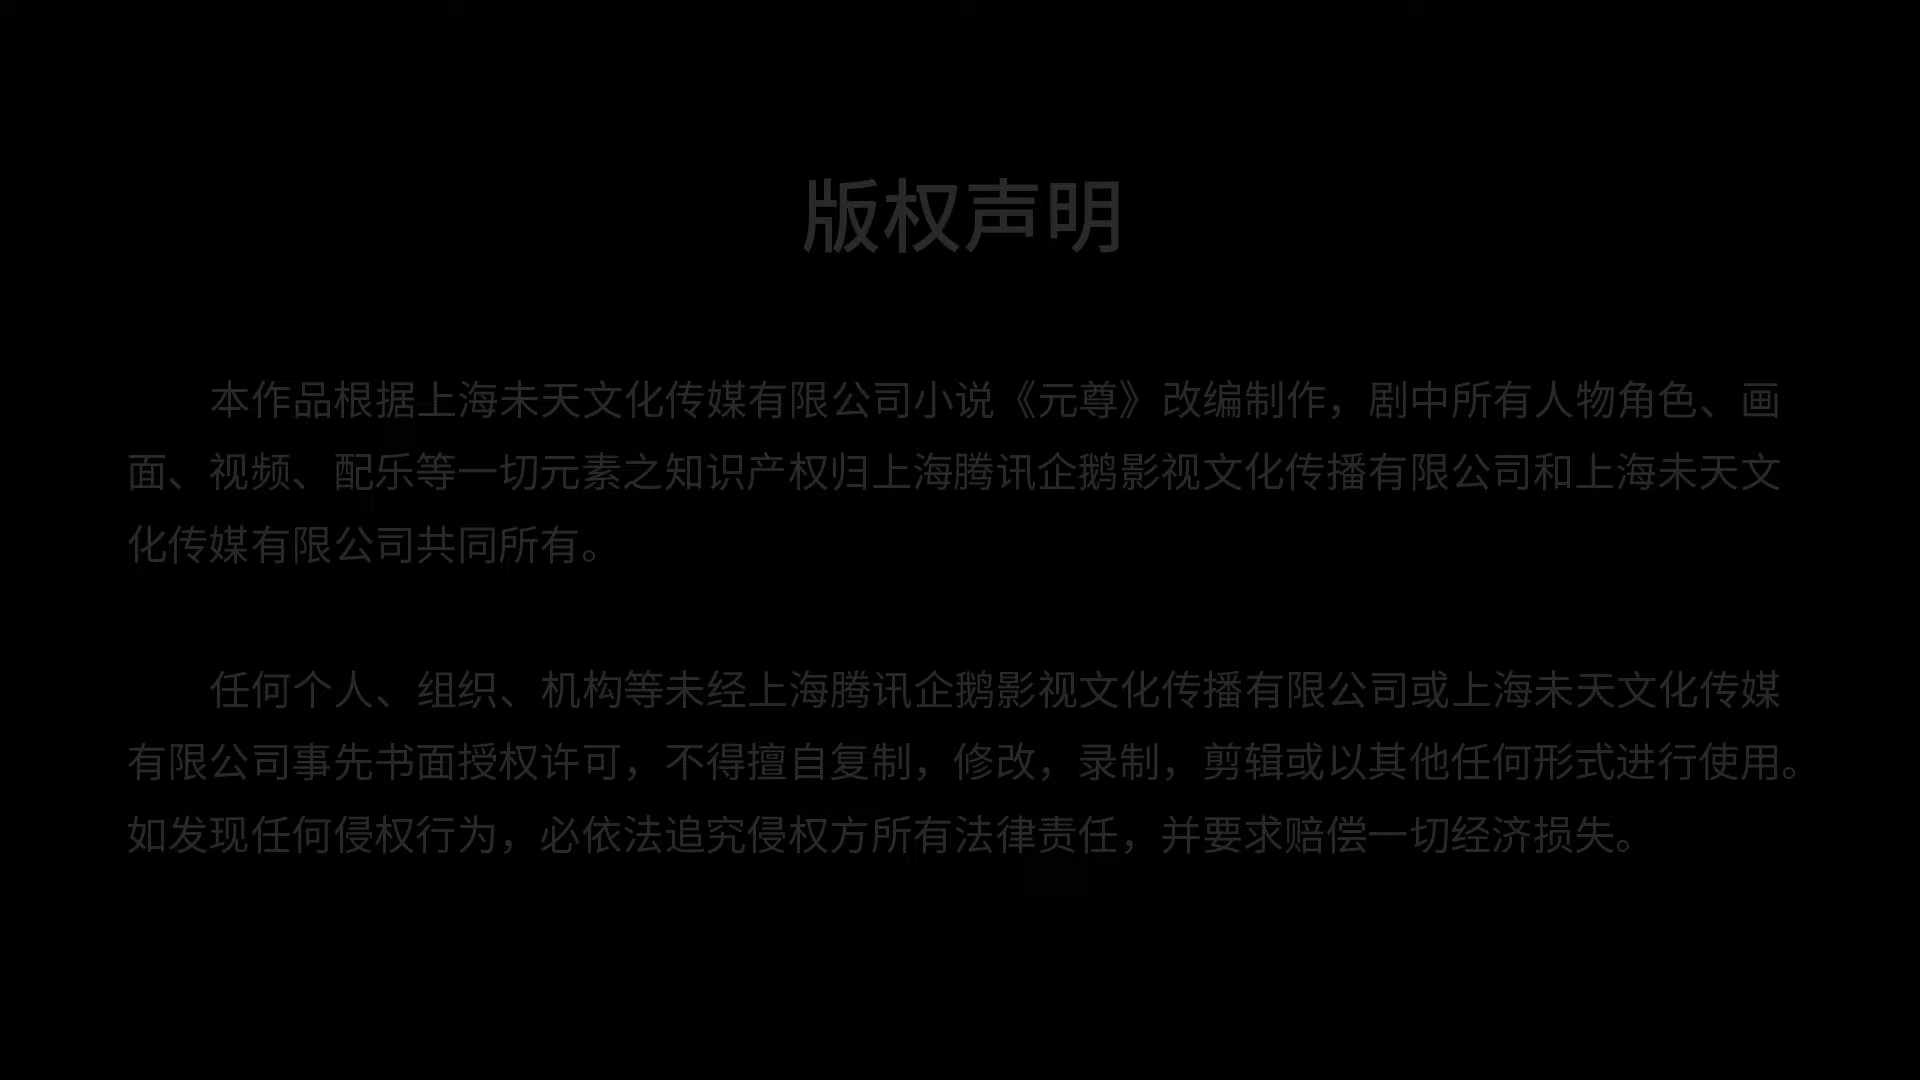 版权声明
本作品根据上海未天文化传媒有限公司小说《元尊》改编制作，剧中所有人物角色、画
面、视频、配乐等一切元素之知识产权归上海腾讯企鹅影视文化传播有限公司和上海未天文
化传媒有限公司共同所有。
任何个人、组织、机构等未经上海腾讯企鹅影视文化传播有限公司或上海未天文化传媒
有限公司事先书面授权许可，不得擅自复制，修改，录制，剪辑或以其他任何形式进行使用。
如发现任何侵权行为，必依法追究侵权方所有法律责任，并要求赔偿一切经济损失。